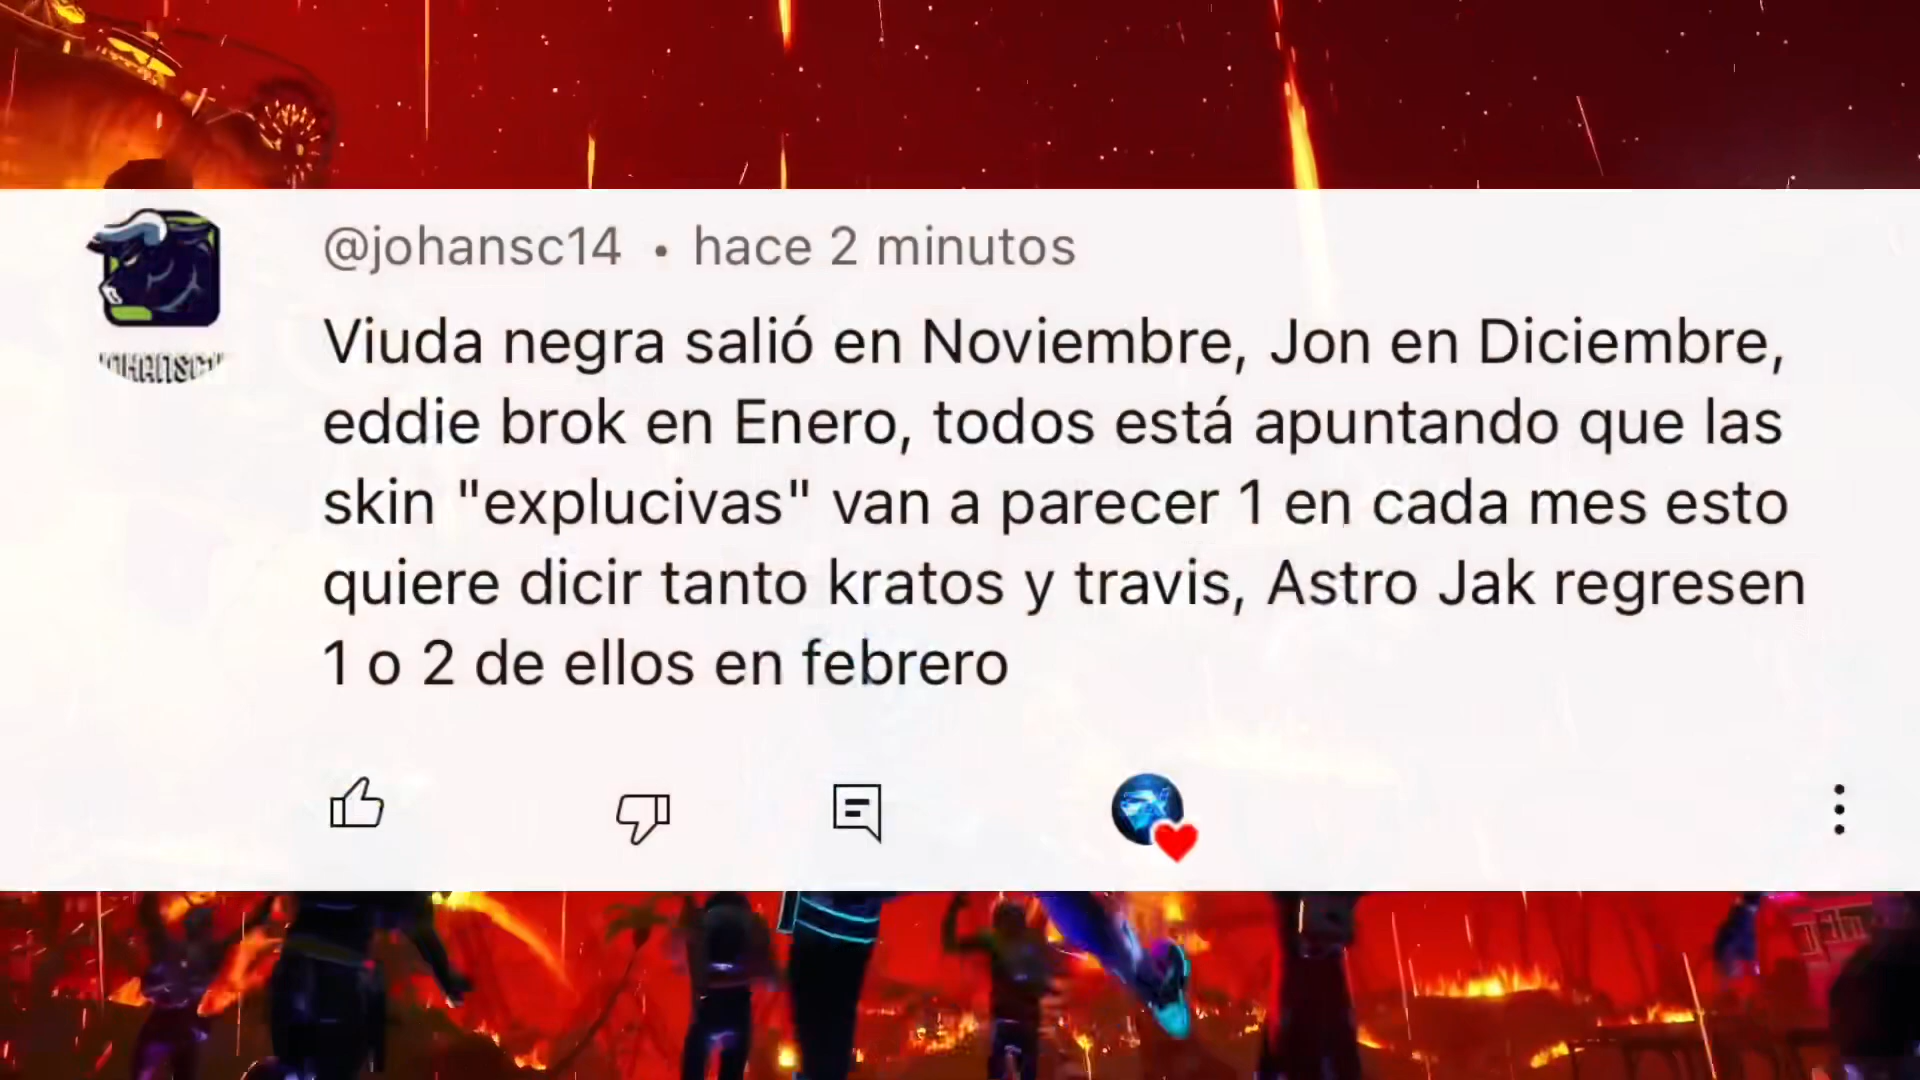 @johansc14 • hace 2 minutos
Viuda negra salió en Noviembre, Jon en Diciembre,
eddie brok en Enero, todos está apuntando que las
skin "explucivas" van a parecer 1 en cada mes esto
quiere dicir tanto kratos y travis, Astro Jak regresen
1 o 2 de ellos en febrero